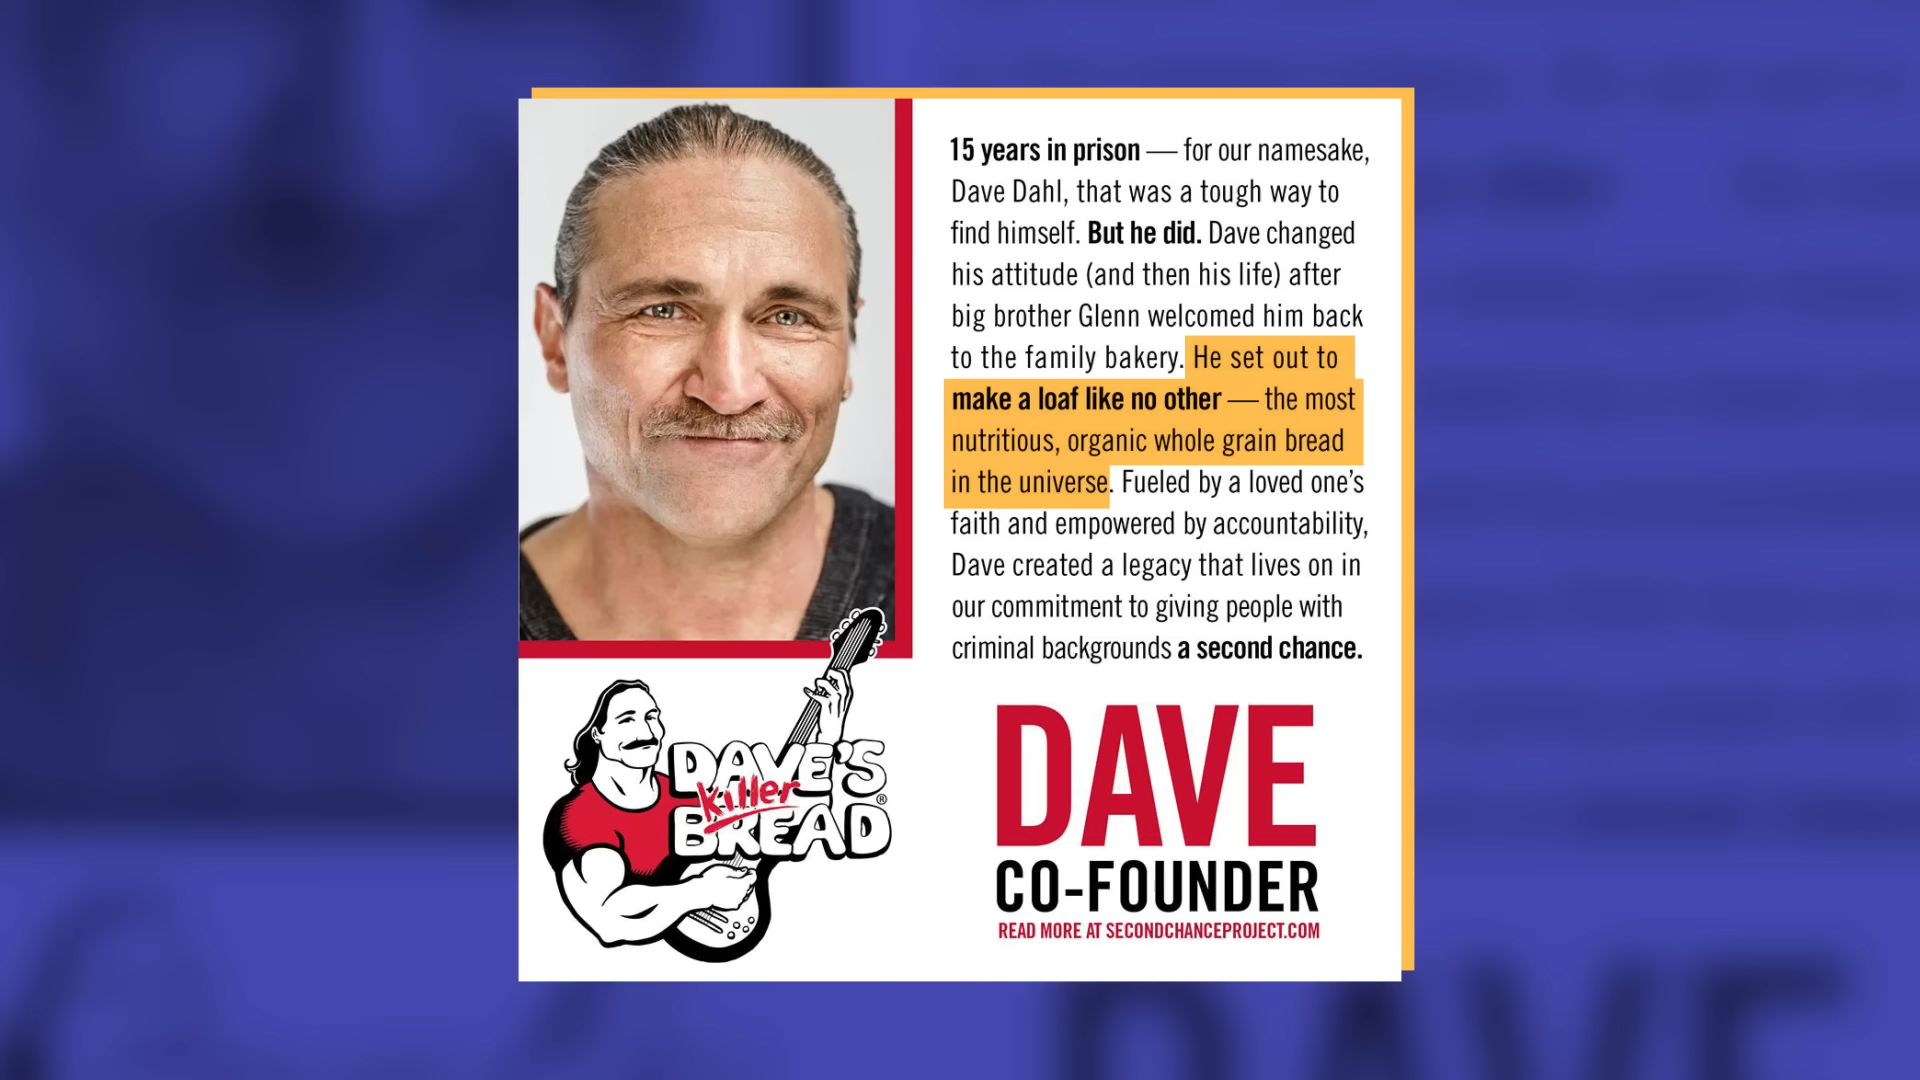 15 years in prison — for our namesake,
Dave Dahl, that was a tough way to
find himself. But he did. Dave changed
his attitude (and then his life) after
big brother Glenn welcomed him back
to the family bakery. He set out to
make a loaf like no other — the most
nutritious, organic whole grain bread
in the universe. Fueled by a loved one’s
faith and empowered by accountability,
Dave created a legacy that lives on in
our commitment to giving people with
criminal backgrounds a second chance.
DAVE'S
Killer
BREAD®
DAVE
CO-FOUNDER
READ MORE AT SECONDCHANCEPROJECT.COM
DAVE